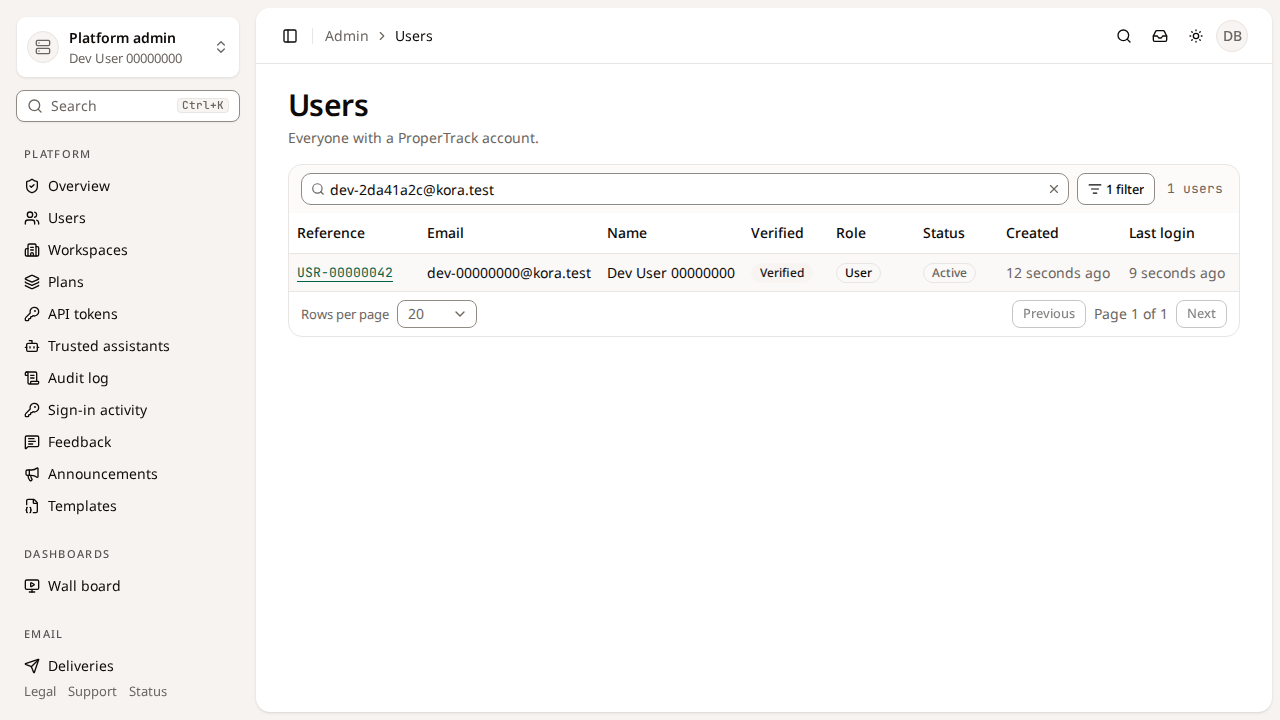 Platform admin
Dev User 00000000
Search Ctrl+K
PLATFORM
Overview
Users
Workspaces
Plans
API tokens
Trusted assistants
Audit log
Sign-in activity
Feedback
Announcements
Templates
DASHBOARDS
Wall board
EMAIL
Deliveries
Legal Support Status
Admin Users DB
Users
Everyone with a ProperTrack account.
dev-2da41a2c@kora.test 1 filter 1 users
Reference Email Name Verified Role Status Created Last login
USR-00000042 dev-00000000@kora.test Dev User 00000000 Verified User Active 12 seconds ago 9 seconds ago
Rows per page 20 Previous Page 1 of 1 Next